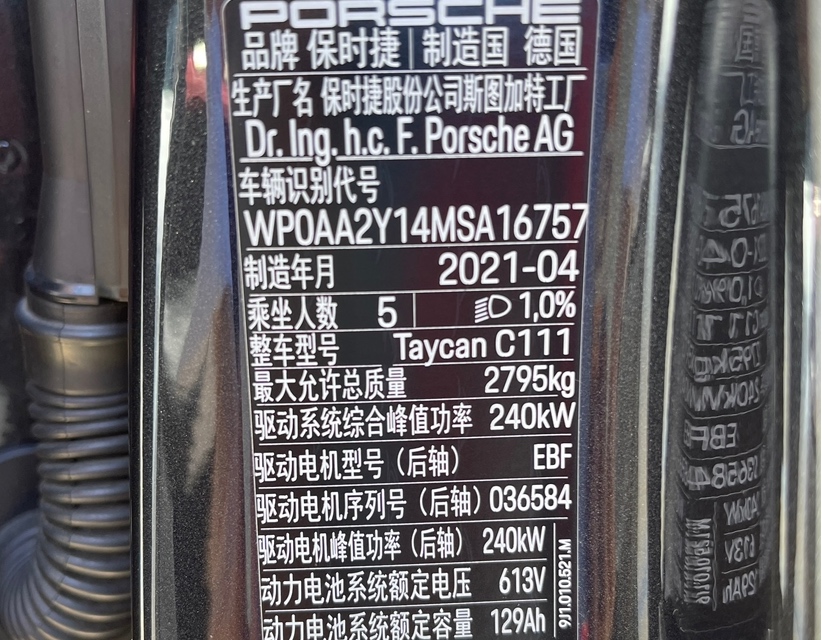 PORSCHE
品牌 保时捷 制造国 德国
生产厂名 保时捷股份公司斯图加特工厂
Dr. Ing. h.c. F. Porsche AG
车辆识别代号
WP0AA2Y14MSA16757
制造年月 2021-04
乘坐人数 5 1,0%
整车型号 Taycan C111
最大允许总质量 2795kg
驱动系统综合峰值功率 240kW
驱动电机型号（后轴） EBF
驱动电机序列号（后轴）036584
驱动电机峰值功率（后轴） 240kW
动力电池系统额定电压 613V
动力电池系统额定容量 129Ah
911.010.521.M